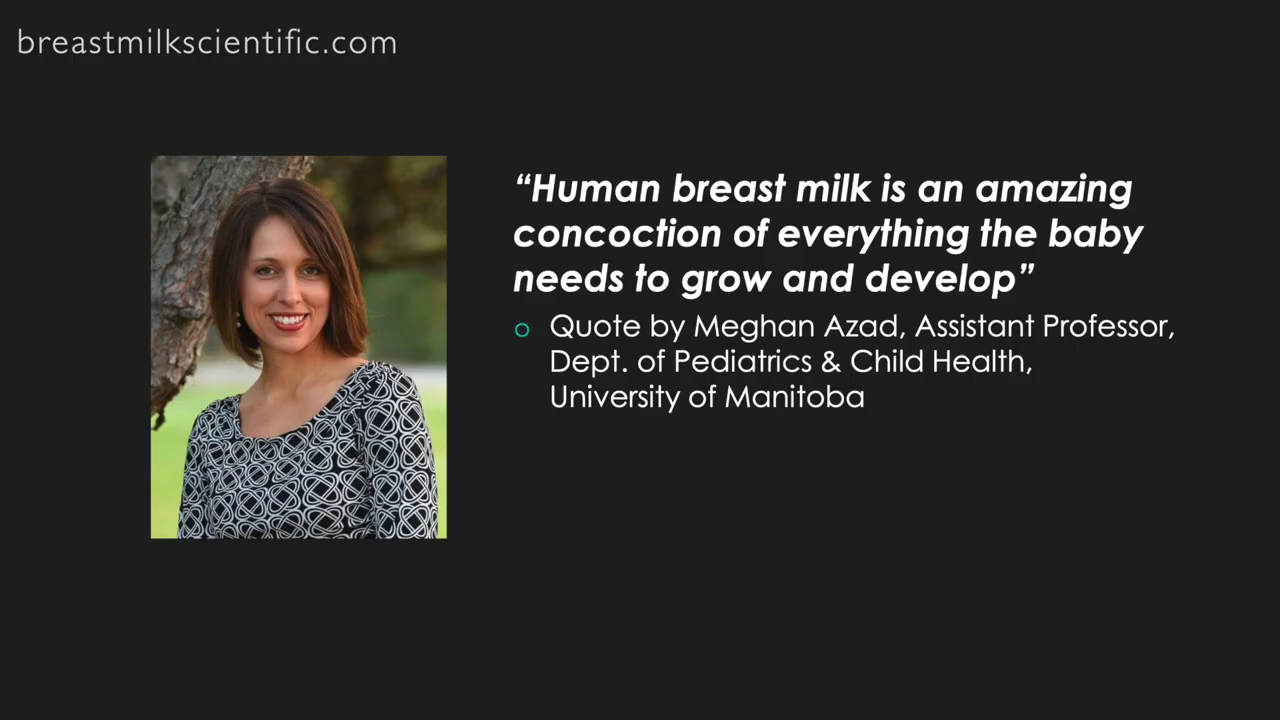 breastmilkscientific.com
“Human breast milk is an amazing
concoction of everything the baby
needs to grow and develop”
Quote by Meghan Azad, Assistant Professor,
Dept. of Pediatrics & Child Health,
University of Manitoba